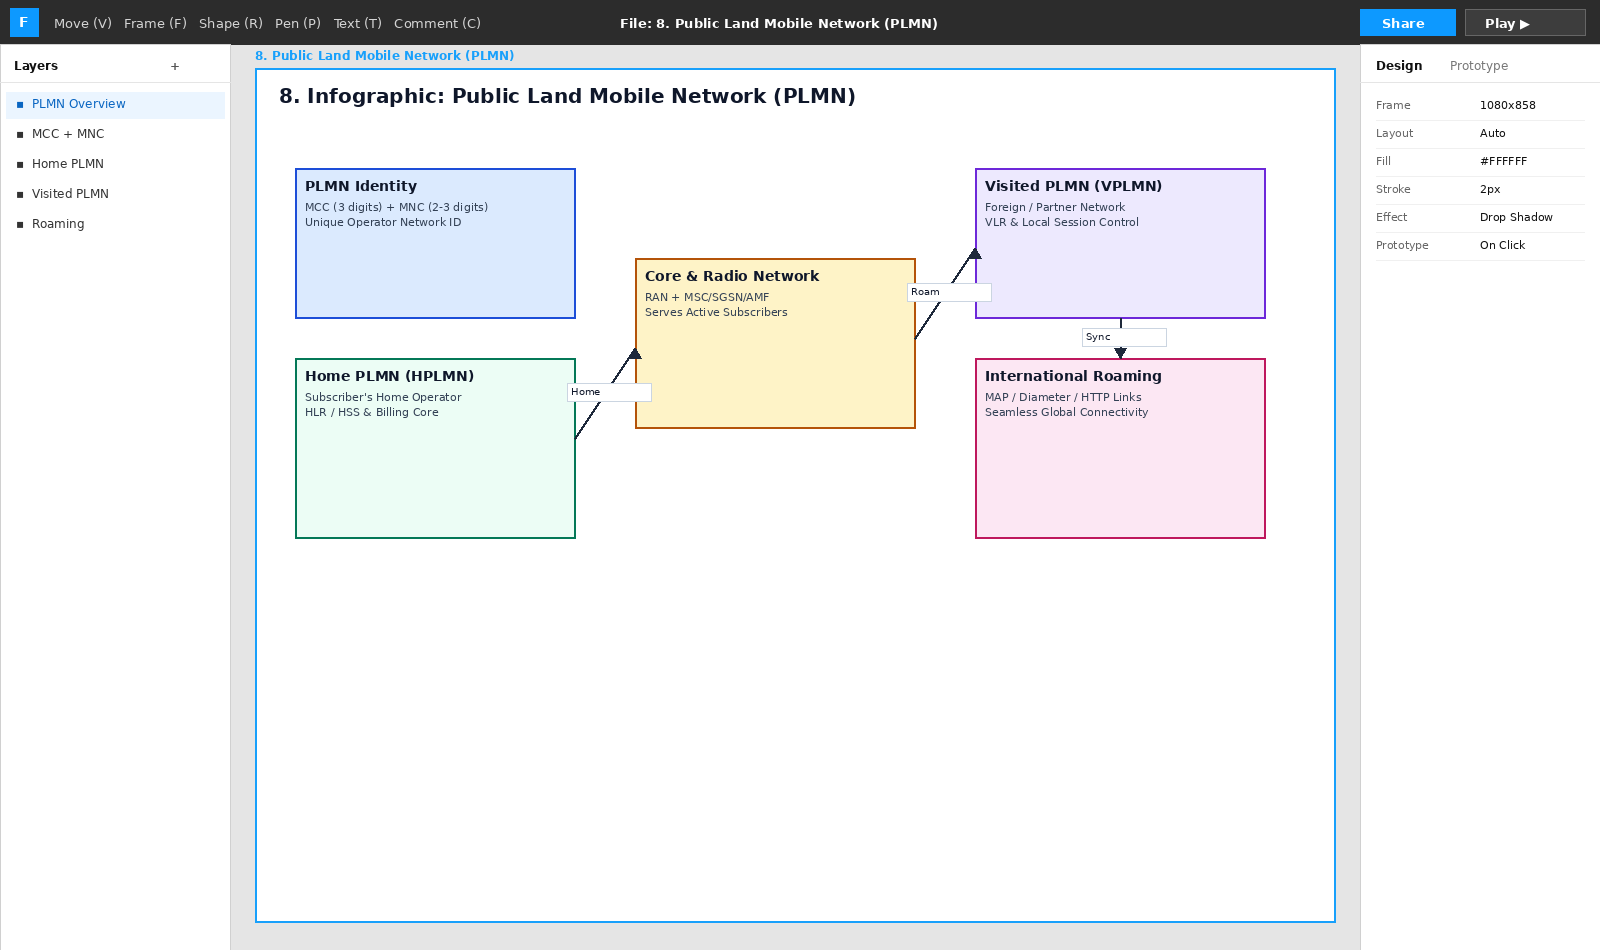 F Move (V) Frame (F) Shape (R) Pen (P) Text (T) Comment (C) File: 8. Public Land Mobile Network (PLMN) Share Play ▶
Layers +
PLMN Overview
MCC + MNC
Home PLMN
Visited PLMN
Roaming
8. Public Land Mobile Network (PLMN)
8. Infographic: Public Land Mobile Network (PLMN)
PLMN Identity
MCC (3 digits) + MNC (2-3 digits)
Unique Operator Network ID
Home PLMN (HPLMN)
Subscriber's Home Operator
HLR / HSS & Billing Core
Home
Core & Radio Network
RAN + MSC/SGSN/AMF
Serves Active Subscribers
Roam
Visited PLMN (VPLMN)
Foreign / Partner Network
VLR & Local Session Control
Sync
International Roaming
MAP / Diameter / HTTP Links
Seamless Global Connectivity
Design Prototype
Frame 1080x858
Layout Auto
Fill #FFFFFF
Stroke 2px
Effect Drop Shadow
Prototype On Click